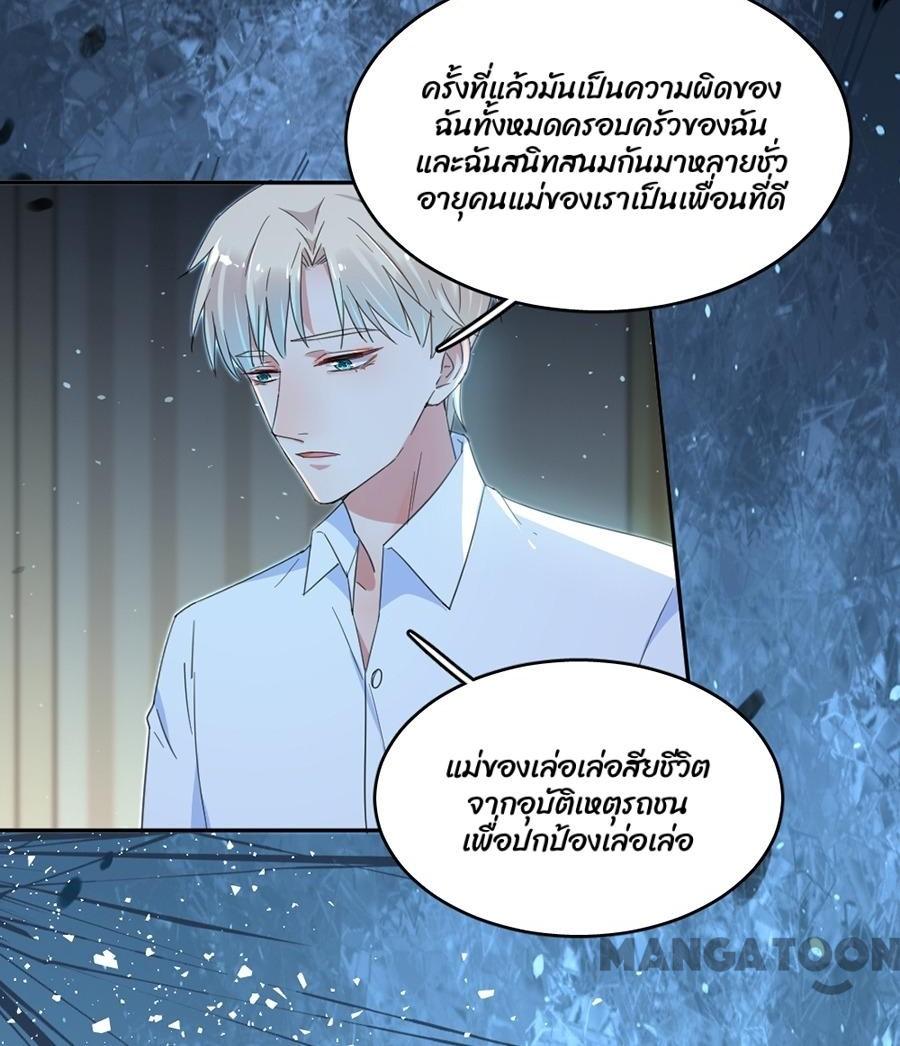 ครั้งที่แล้วมันเป็นความผิดของ
ฉันทั้งหมดครอบครัวของฉัน
และฉันสนิทสนมกันมาหลายชั่ว
อายุคนแม่ของเราเป็นเพื่อนที่ดี
แม่ของเล่อเล่อสียชีวิต
จากอุบัติเหตุรถชน
เพื่อปกป้องเล่อเล่อ
MANGATOON